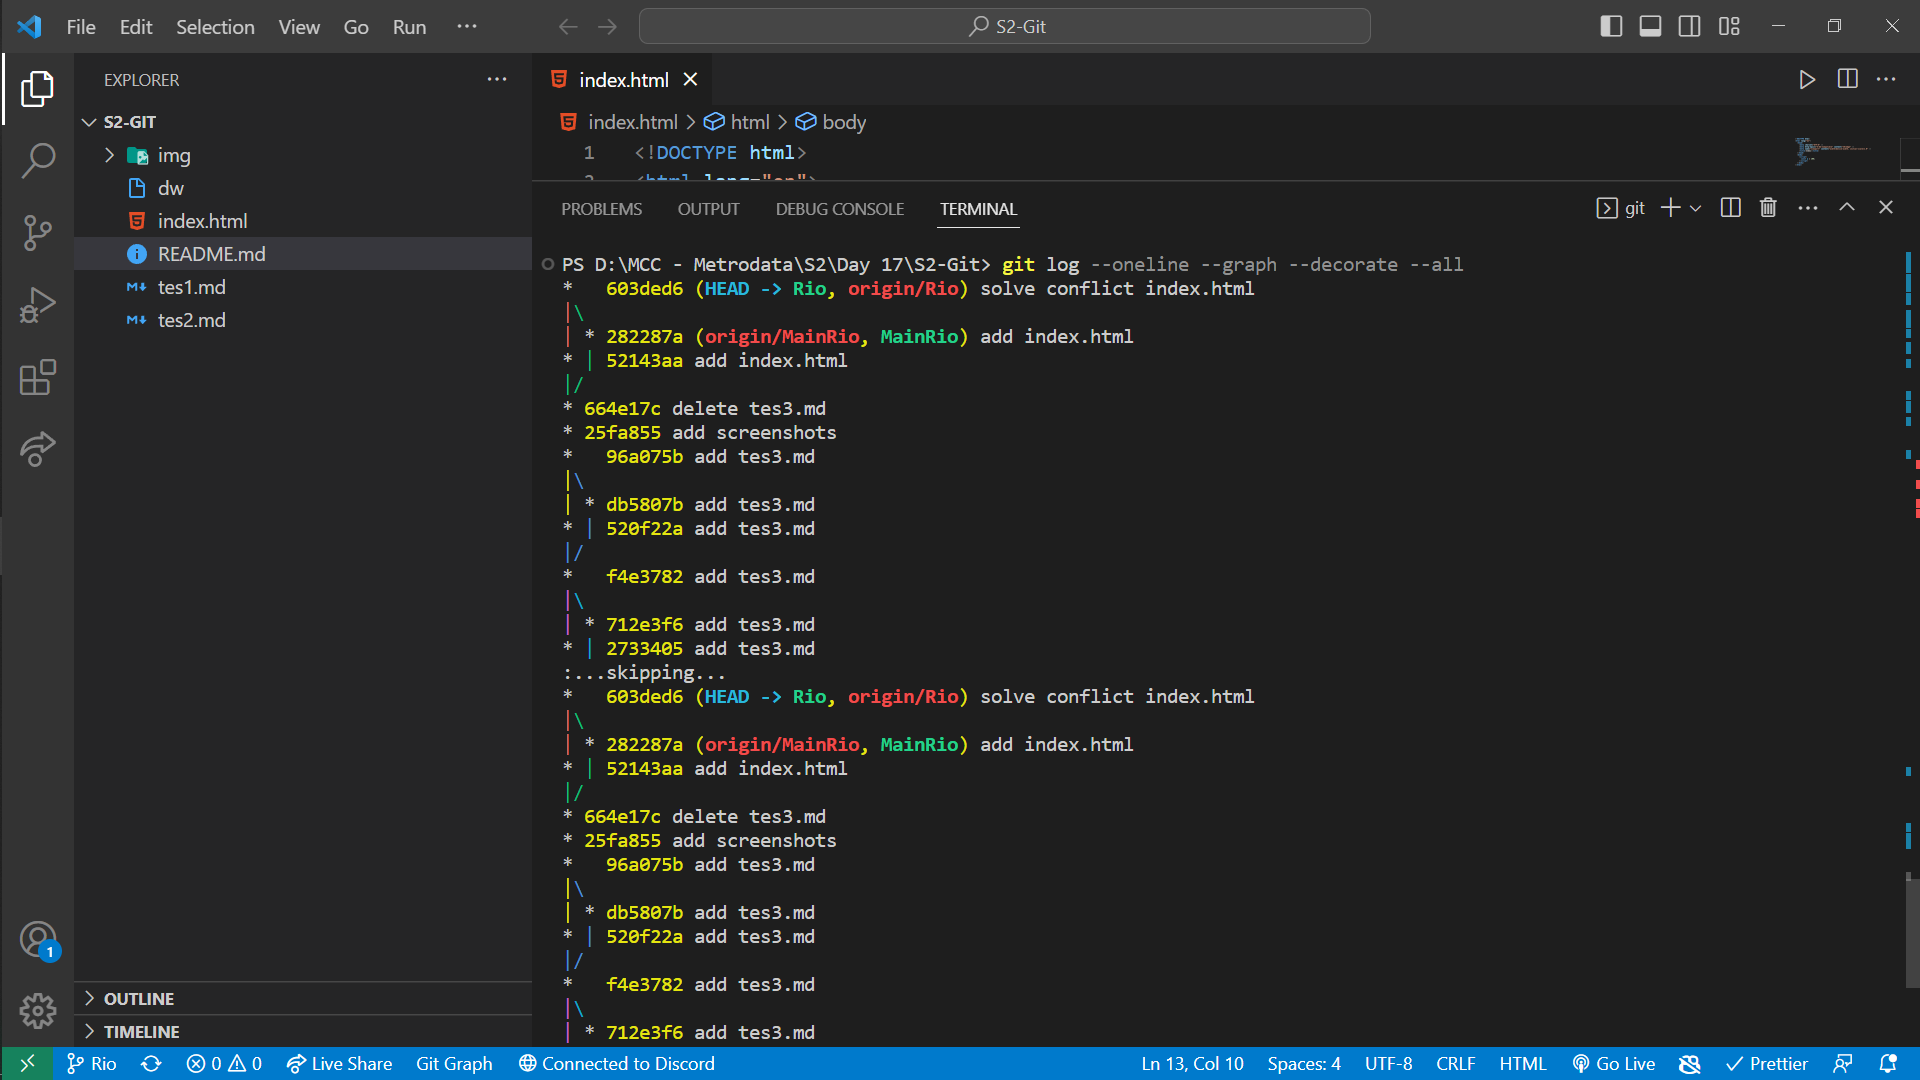 File Edit Selection View Go Run ···
S2-Git
EXPLORER
S2-GIT
img
dw
index.html
README.md
tes1.md
tes2.md
OUTLINE
TIMELINE
index.html
index.html > html > body
1 <!DOCTYPE html>
2 <html lang="en">
PROBLEMS OUTPUT DEBUG CONSOLE TERMINAL
git
PS D:\MCC - Metrodata\S2\Day 17\S2-Git> git log --oneline --graph --decorate --all
*   603ded6 (HEAD -> Rio, origin/Rio) solve conflict index.html
|\
| * 282287a (origin/MainRio, MainRio) add index.html
* | 52143aa add index.html
|/
* 664e17c delete tes3.md
* 25fa855 add screenshots
*   96a075b add tes3.md
|\
| * db5807b add tes3.md
* | 520f22a add tes3.md
|/
*   f4e3782 add tes3.md
|\
| * 712e3f6 add tes3.md
* | 2733405 add tes3.md
:...skipping...
*   603ded6 (HEAD -> Rio, origin/Rio) solve conflict index.html
|\
| * 282287a (origin/MainRio, MainRio) add index.html
* | 52143aa add index.html
|/
* 664e17c delete tes3.md
* 25fa855 add screenshots
*   96a075b add tes3.md
|\
| * db5807b add tes3.md
* | 520f22a add tes3.md
|/
*   f4e3782 add tes3.md
|\
| * 712e3f6 add tes3.md
1
Rio 0 0 Live Share Git Graph Connected to Discord Ln 13, Col 10 Spaces: 4 UTF-8 CRLF HTML Go Live Prettier